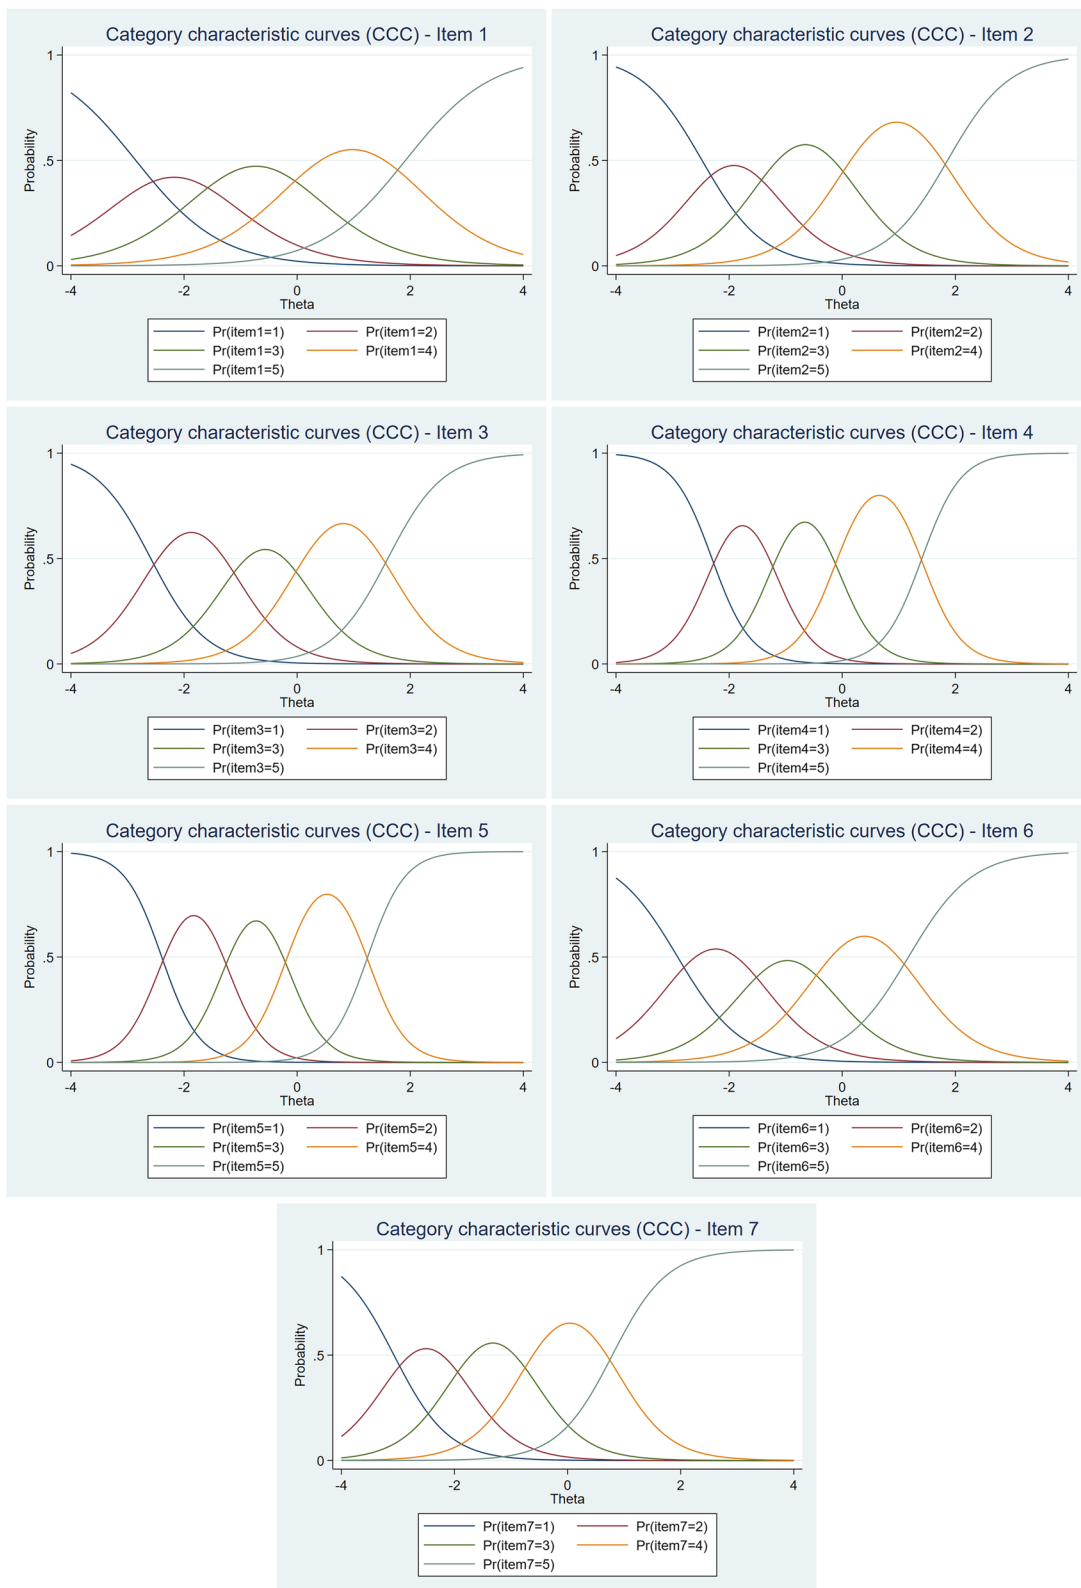 Category characteristic curves (CCC) - Item 1
1
.5
0
Probability
-4 -2 0 2 4
Theta
Pr(item1=1) Pr(item1=2)
Pr(item1=3) Pr(item1=4)
Pr(item1=5)
Category characteristic curves (CCC) - Item 2
1
.5
0
Probability
-4 -2 0 2 4
Theta
Pr(item2=1) Pr(item2=2)
Pr(item2=3) Pr(item2=4)
Pr(item2=5)
Category characteristic curves (CCC) - Item 3
1
.5
0
Probability
-4 -2 0 2 4
Theta
Pr(item3=1) Pr(item3=2)
Pr(item3=3) Pr(item3=4)
Pr(item3=5)
Category characteristic curves (CCC) - Item 4
1
.5
0
Probability
-4 -2 0 2 4
Theta
Pr(item4=1) Pr(item4=2)
Pr(item4=3) Pr(item4=4)
Pr(item4=5)
Category characteristic curves (CCC) - Item 5
1
.5
0
Probability
-4 -2 0 2 4
Theta
Pr(item5=1) Pr(item5=2)
Pr(item5=3) Pr(item5=4)
Pr(item5=5)
Category characteristic curves (CCC) - Item 6
1
.5
0
Probability
-4 -2 0 2 4
Theta
Pr(item6=1) Pr(item6=2)
Pr(item6=3) Pr(item6=4)
Pr(item6=5)
Category characteristic curves (CCC) - Item 7
1
.5
0
Probability
-4 -2 0 2 4
Theta
Pr(item7=1) Pr(item7=2)
Pr(item7=3) Pr(item7=4)
Pr(item7=5)